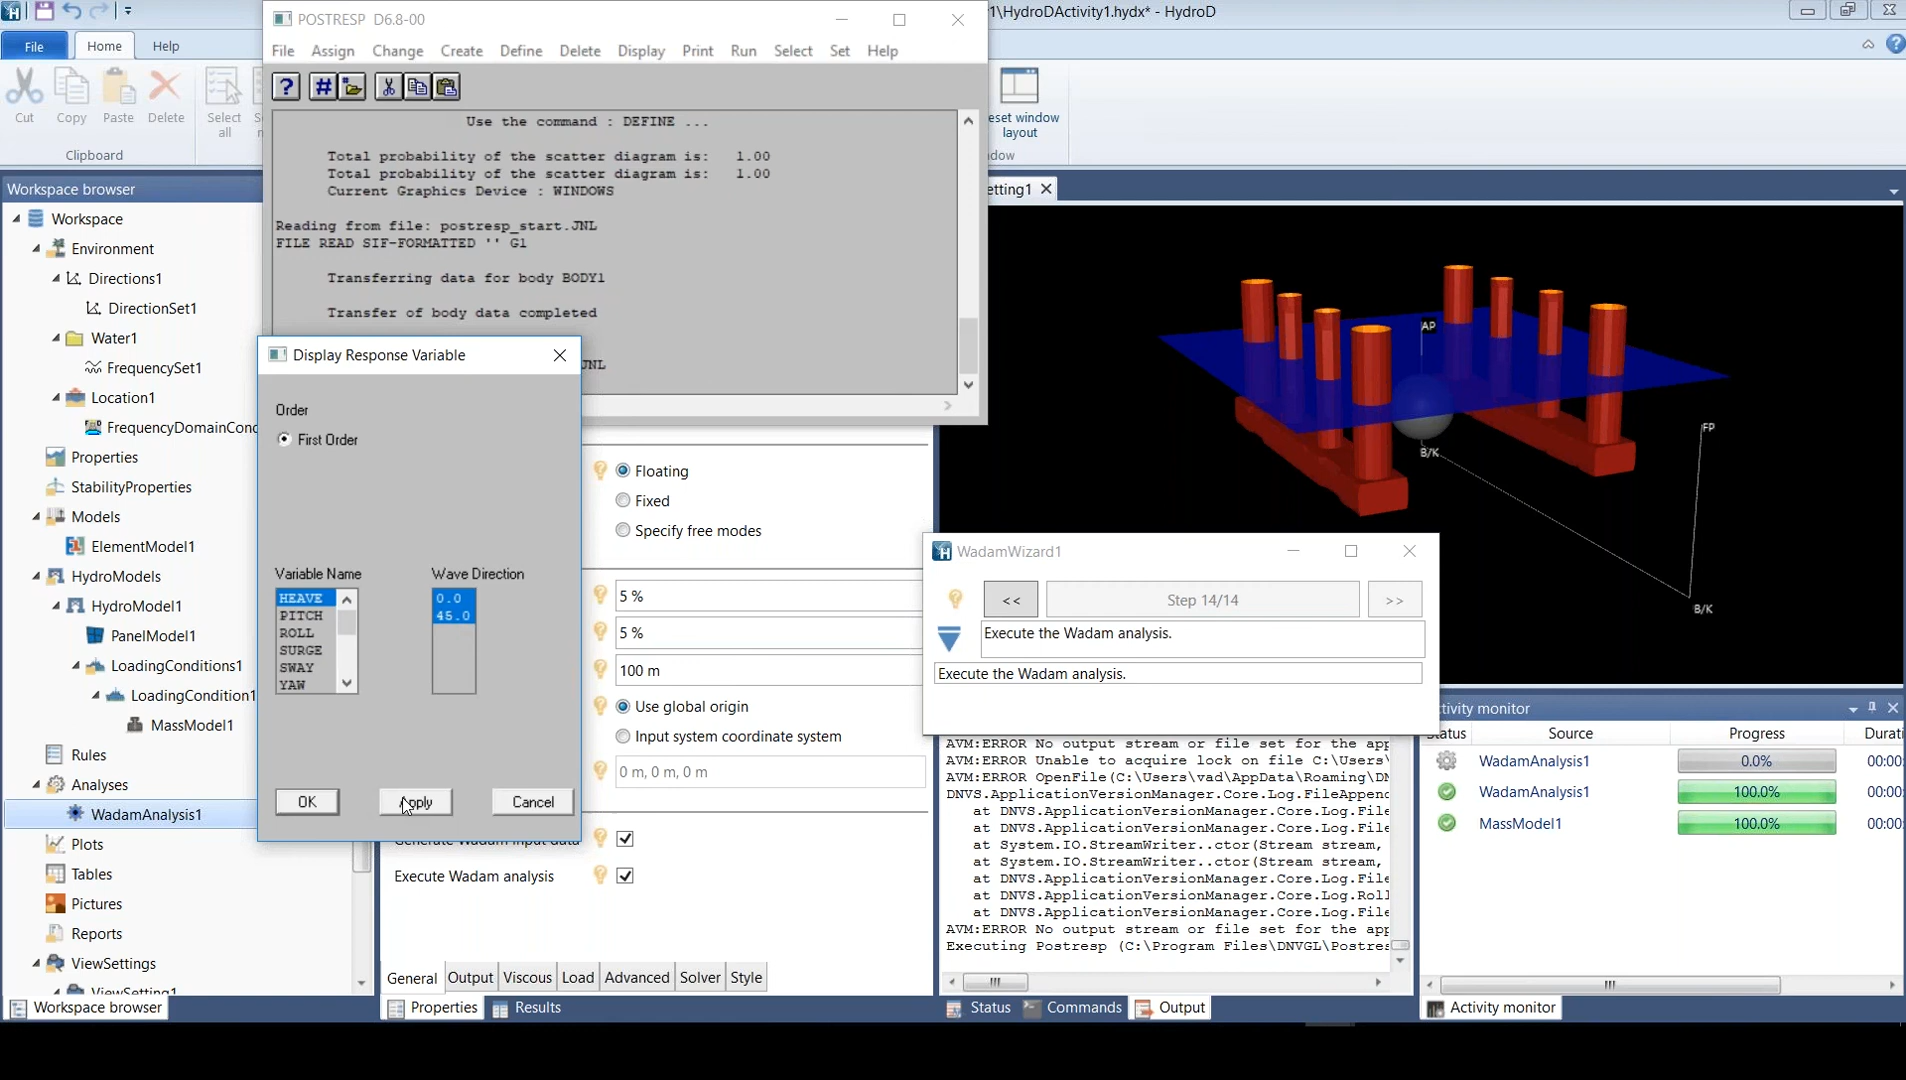 POSTRESP D6.8-00
1\HydroDActivity1.hydx* - HydroD
File
Home
Help
File Assign Change Create Define Delete Display Print Run Select Set Help
Cut
Copy
Paste
Delete
Select
all
Clipboard
eset window
layout
dow
Use the command : DEFINE ...
Total probability of the scatter diagram is: 1.00
Total probability of the scatter diagram is: 1.00
Current Graphics Device : WINDOWS
Reading from file: postresp_start.JNL
FILE READ SIF-FORMATTED '' G1
Transferring data for body BODY1
Transfer of body data completed
JNL
Workspace browser
Workspace
Environment
Directions1
DirectionSet1
Water1
FrequencySet1
Location1
FrequencyDomainCond
Properties
StabilityProperties
Models
ElementModel1
HydroModels
HydroModel1
PanelModel1
LoadingConditions1
LoadingCondition1
MassModel1
Rules
Analyses
WadamAnalysis1
Plots
Tables
Pictures
Reports
ViewSettings
ViewSetting1
Workspace browser
Display Response Variable
Order
First Order
Variable Name
HEAVE
PITCH
ROLL
SURGE
SWAY
YAW
Wave Direction
0.0
45.0
OK
Apply
Cancel
Floating
Fixed
Specify free modes
5 %
5 %
100 m
Use global origin
Input system coordinate system
0 m, 0 m, 0 m
Generate Wadam input data
Execute Wadam analysis
General Output Viscous Load Advanced Solver Style
Properties Results
etting1
AP
B/K
FP
B/K
WadamWizard1
<<
Step 14/14
>>
Execute the Wadam analysis.
Execute the Wadam analysis.
AVM:ERROR No output stream or file set for the app
AVM:ERROR Unable to acquire lock on file C:\Users\
AVM:ERROR OpenFile(C:\Users\vad\AppData\Roaming\DN
DNVS.ApplicationVersionManager.Core.Log.FileAppend
at DNVS.ApplicationVersionManager.Core.Log.File
at DNVS.ApplicationVersionManager.Core.Log.File
at System.IO.StreamWriter..ctor(Stream stream,
at System.IO.StreamWriter..ctor(Stream stream,
at DNVS.ApplicationVersionManager.Core.Log.File
at DNVS.ApplicationVersionManager.Core.Log.Roll
at DNVS.ApplicationVersionManager.Core.Log.File
AVM:ERROR No output stream or file set for the app
Executing Postresp (C:\Program Files\DNVGL\Postres
Status Commands Output
ctivity monitor
tatus Source Progress Durati
WadamAnalysis1 0.0% 00:00:
WadamAnalysis1 100.0% 00:00:
MassModel1 100.0% 00:00:
Activity monitor